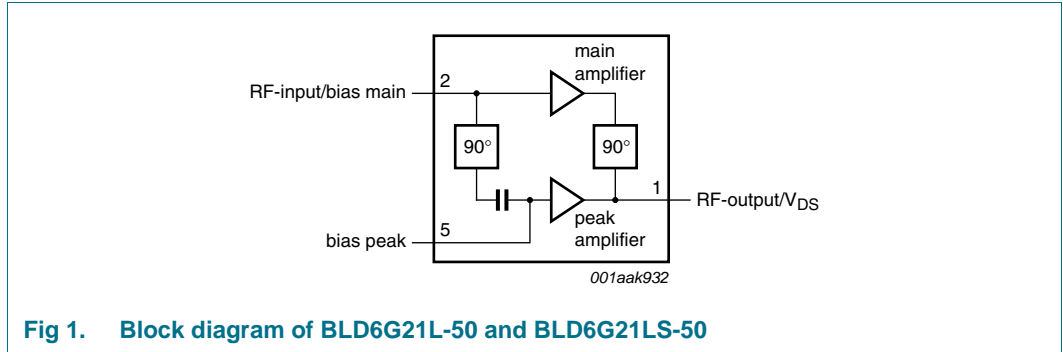 main
amplifier
2
RF-input/bias main
90°
90°
1
RF-output/VDS
peak
amplifier
5
bias peak
001aak932
Fig 1. Block diagram of BLD6G21L-50 and BLD6G21LS-50